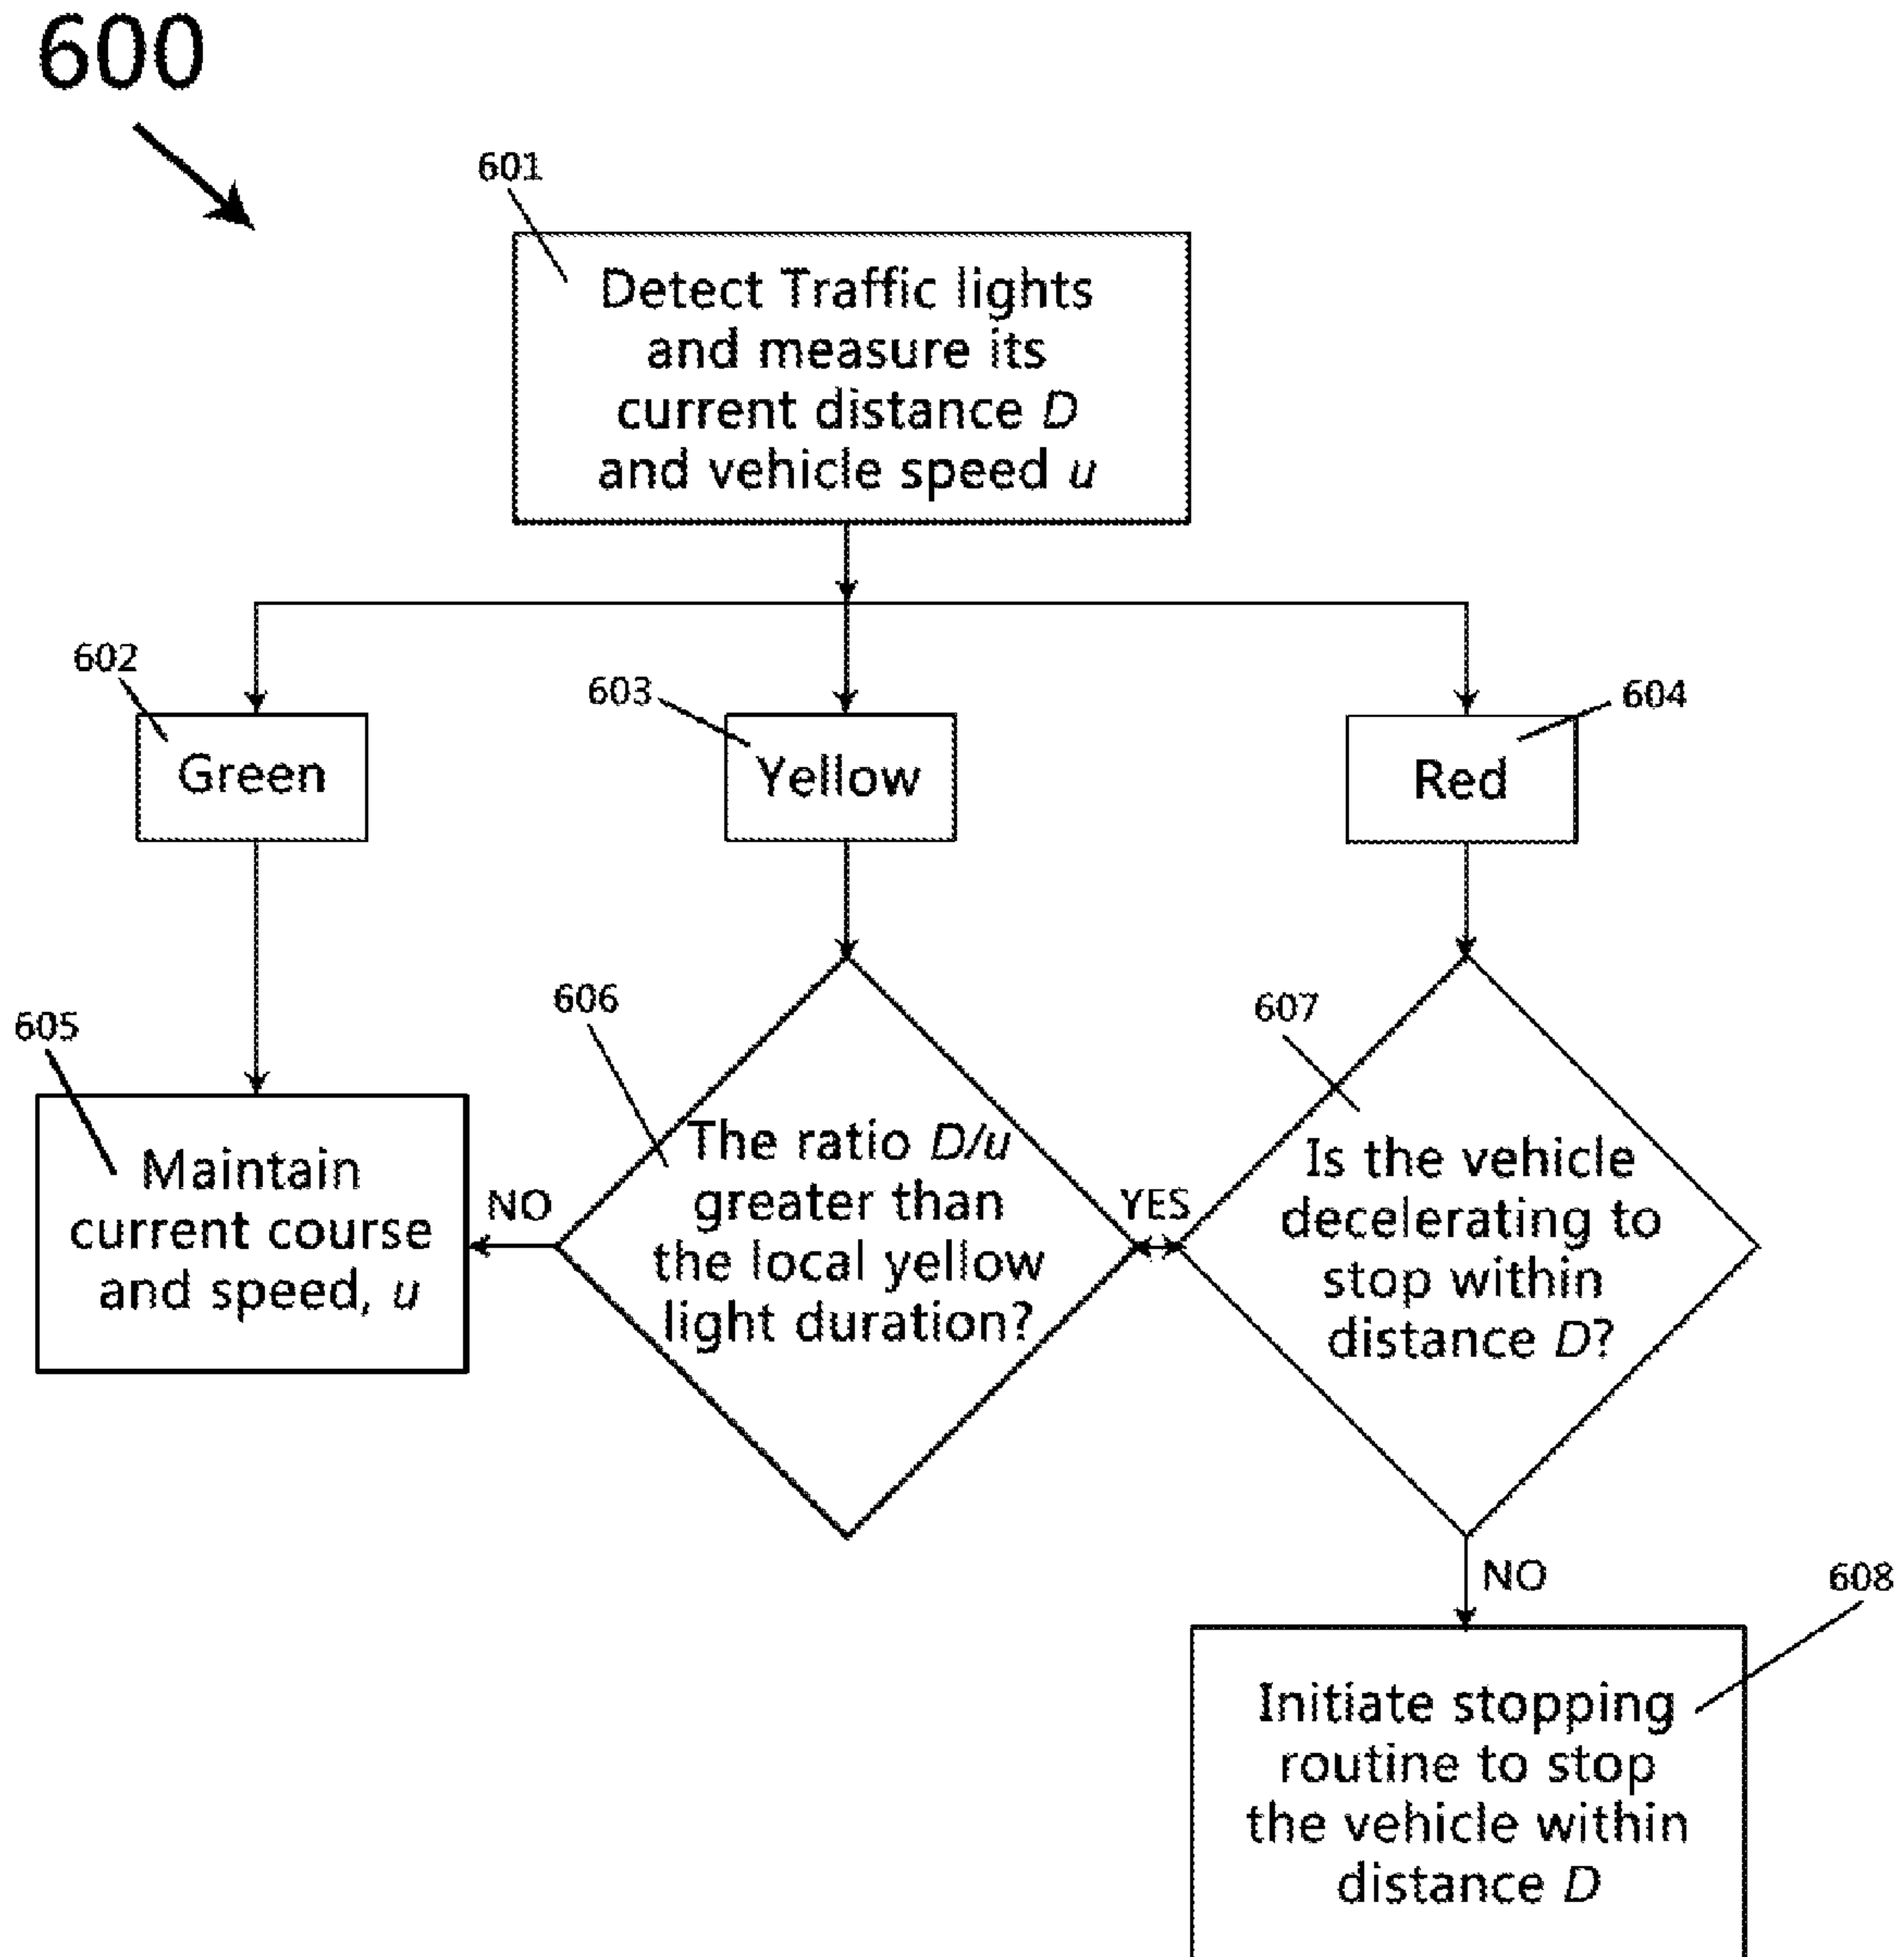 600
601
Detect Traffic lights
and measure its
current distance D
and vehicle speed u
602
603
604
Green
Yellow
Red
605
606
607
Maintain
current course
and speed, u
NO
The ratio D/u
greater than
the local yellow
light duration?
YES
Is the vehicle
decelerating to
stop within
distance D?
NO
608
Initiate stopping
routine to stop
the vehicle within
distance D